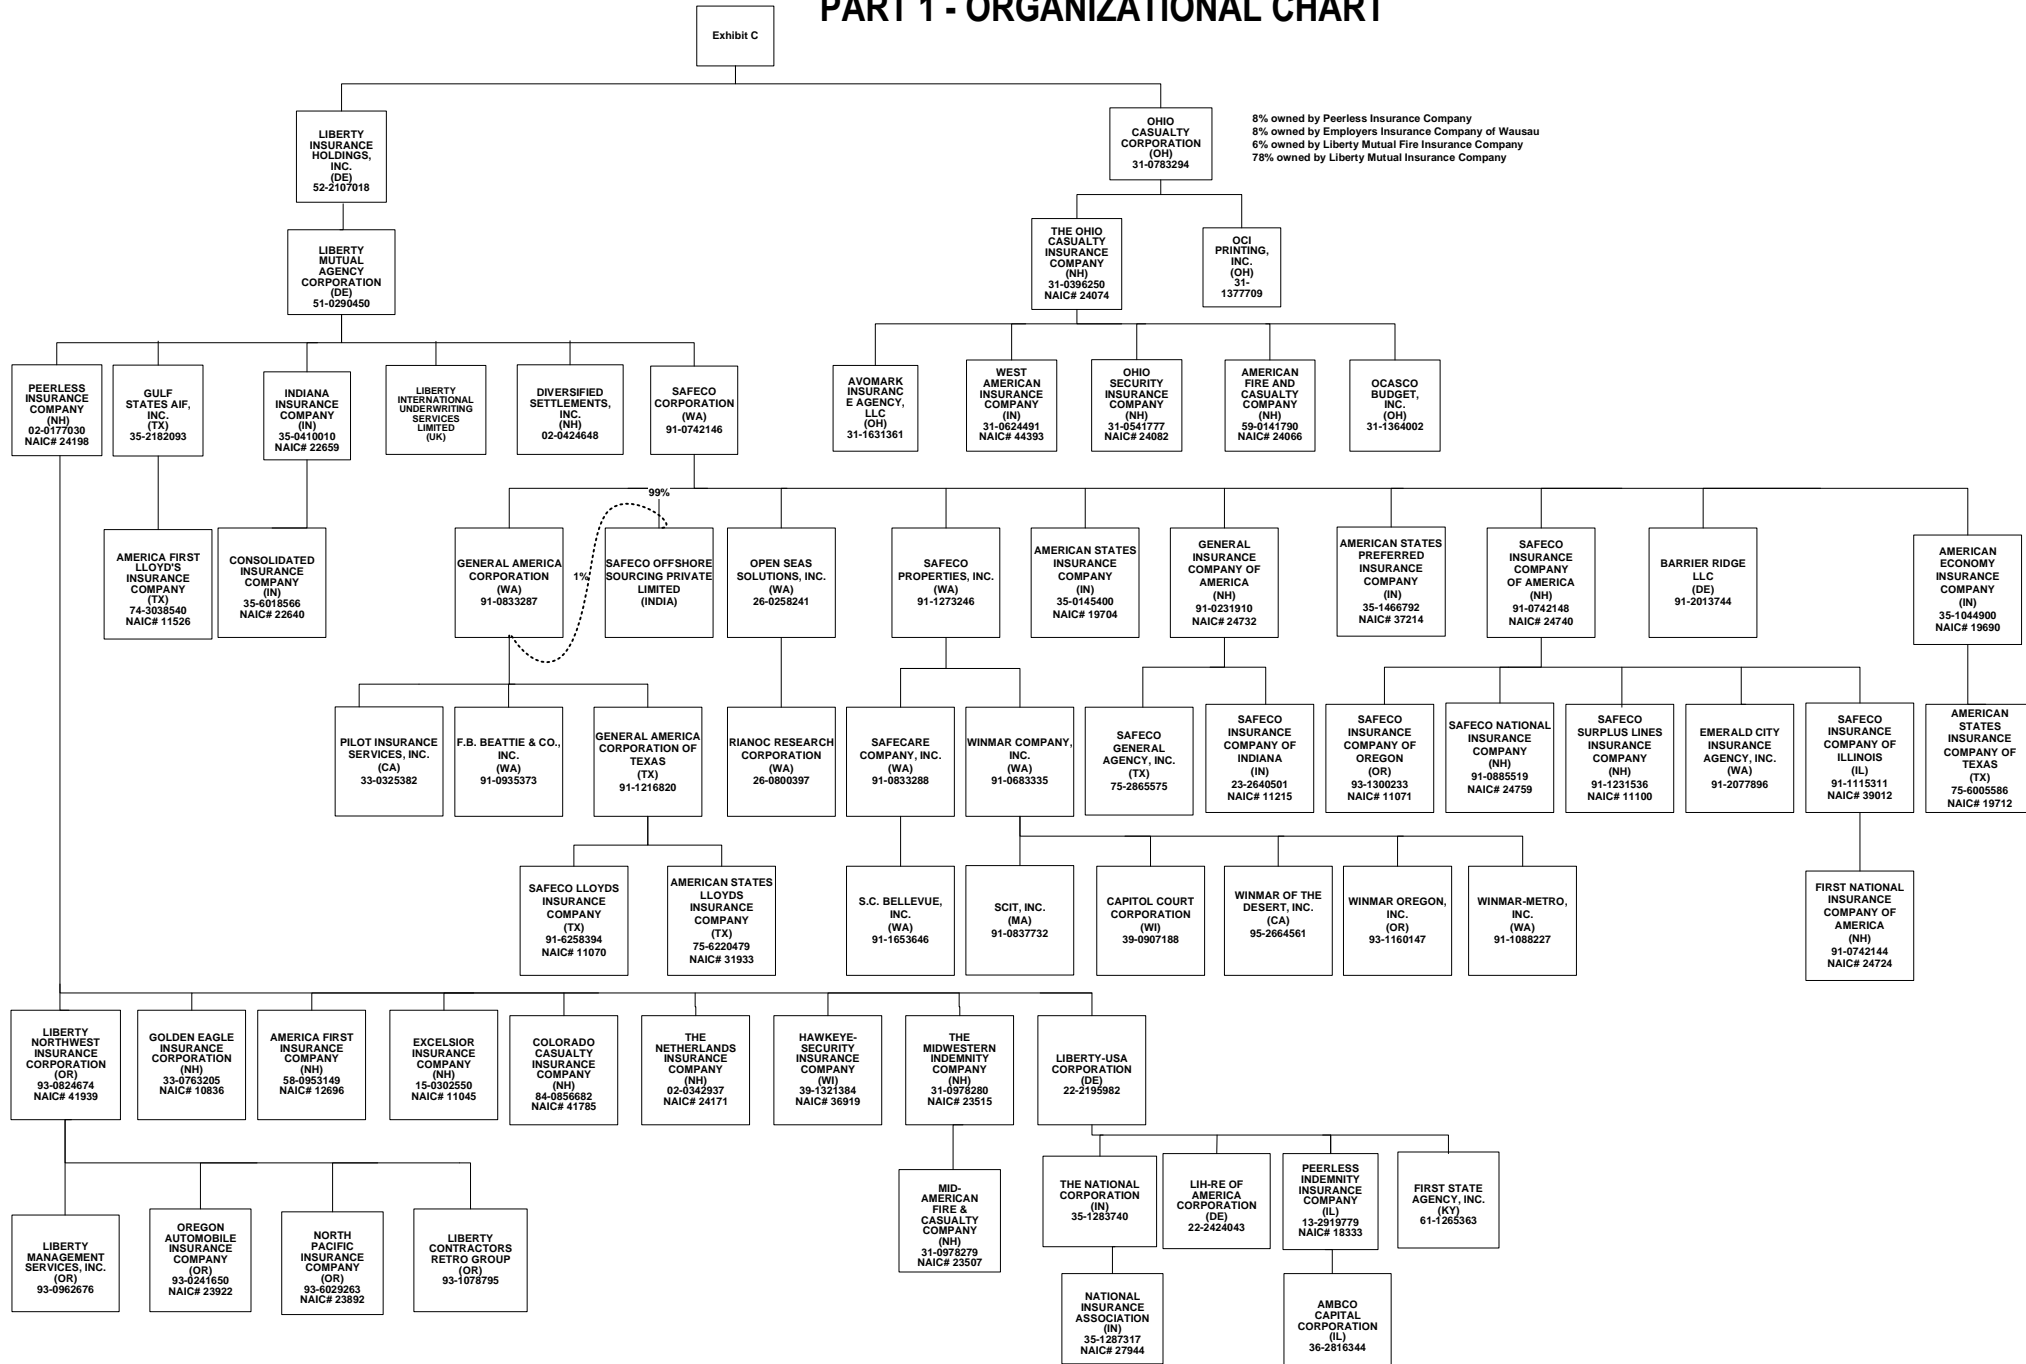 PART 1 - ORGANIZATIONAL CHART
Exhibit C
LIBERTY
INSURANCE
HOLDINGS,
INC.
(DE)
52-2107018
OHIO
CASUALTY
CORPORATION
(OH)
31-0783294
8% owned by Peerless Insurance Company
8% owned by Employers Insurance Company of Wausau
6% owned by Liberty Mutual Fire Insurance Company
78% owned by Liberty Mutual Insurance Company
LIBERTY
MUTUAL
AGENCY
CORPORATION
(DE)
51-0290450
THE OHIO
CASUALTY
INSURANCE
COMPANY
(NH)
31-0396250
NAIC# 24074
OCI
PRINTING,
INC.
(OH)
31-
1377709
PEERLESS
INSURANCE
COMPANY
(NH)
02-0177030
NAIC# 24198
GULF
STATES AIF,
INC.
(TX)
35-2182093
INDIANA
INSURANCE
COMPANY
(IN)
35-0410010
NAIC# 22659
LIBERTY
INTERNATIONAL
UNDERWRITING
SERVICES
LIMITED
(UK)
DIVERSIFIED
SETTLEMENTS,
INC.
(NH)
02-0424648
SAFECO
CORPORATION
(WA)
91-0742146
AVOMARK
INSURANC
E AGENCY,
LLC
(OH)
31-1631361
WEST
AMERICAN
INSURANCE
COMPANY
(IN)
31-0624491
NAIC# 44393
OHIO
SECURITY
INSURANCE
COMPANY
(NH)
31-0541777
NAIC# 24082
AMERICAN
FIRE AND
CASUALTY
COMPANY
(NH)
59-0141790
NAIC# 24066
OCASCO
BUDGET,
INC.
(OH)
31-1364002
99%
1%
AMERICA FIRST
LLOYD'S
INSURANCE
COMPANY
(TX)
74-3038540
NAIC# 11526
CONSOLIDATED
INSURANCE
COMPANY
(IN)
35-6018566
NAIC# 22640
GENERAL AMERICA
CORPORATION
(WA)
91-0833287
SAFECO OFFSHORE
SOURCING PRIVATE
LIMITED
(INDIA)
OPEN SEAS
SOLUTIONS, INC.
(WA)
26-0258241
SAFECO
PROPERTIES, INC.
(WA)
91-1273246
AMERICAN STATES
INSURANCE
COMPANY
(IN)
35-0145400
NAIC# 19704
GENERAL
INSURANCE
COMPANY OF
AMERICA
(NH)
91-0231910
NAIC# 24732
AMERICAN STATES
PREFERRED
INSURANCE
COMPANY
(IN)
35-1466792
NAIC# 37214
SAFECO
INSURANCE
COMPANY
OF AMERICA
(NH)
91-0742148
NAIC# 24740
BARRIER RIDGE
LLC
(DE)
91-2013744
AMERICAN
ECONOMY
INSURANCE
COMPANY
(IN)
35-1044900
NAIC# 19690
PILOT INSURANCE
SERVICES, INC.
(CA)
33-0325382
F.B. BEATTIE & CO.,
INC.
(WA)
91-0935373
GENERAL AMERICA
CORPORATION OF
TEXAS
(TX)
91-1216820
RIANOC RESEARCH
CORPORATION
(WA)
26-0800397
SAFECARE
COMPANY, INC.
(WA)
91-0833288
WINMAR COMPANY,
INC.
(WA)
91-0683335
SAFECO
GENERAL
AGENCY, INC.
(TX)
75-2865575
SAFECO
INSURANCE
COMPANY OF
INDIANA
(IN)
23-2640501
NAIC# 11215
SAFECO
INSURANCE
COMPANY OF
OREGON
(OR)
93-1300233
NAIC# 11071
SAFECO NATIONAL
INSURANCE
COMPANY
(NH)
91-0885519
NAIC# 24759
SAFECO
SURPLUS LINES
INSURANCE
COMPANY
(NH)
91-1231536
NAIC# 11100
EMERALD CITY
INSURANCE
AGENCY, INC.
(WA)
91-2077896
SAFECO
INSURANCE
COMPANY OF
ILLINOIS
(IL)
91-1115311
NAIC# 39012
AMERICAN
STATES
INSURANCE
COMPANY OF
TEXAS
(TX)
75-6005586
NAIC# 19712
SAFECO LLOYDS
INSURANCE
COMPANY
(TX)
91-6258394
NAIC# 11070
AMERICAN STATES
LLOYDS
INSURANCE
COMPANY
(TX)
75-6220479
NAIC# 31933
S.C. BELLEVUE,
INC.
(WA)
91-1653646
SCIT, INC.
(MA)
91-0837732
CAPITOL COURT
CORPORATION
(WI)
39-0907188
WINMAR OF THE
DESERT, INC.
(CA)
95-2664561
WINMAR OREGON,
INC.
(OR)
93-1160147
WINMAR-METRO,
INC.
(WA)
91-1088227
FIRST NATIONAL
INSURANCE
COMPANY OF
AMERICA
(NH)
91-0742144
NAIC# 24724
LIBERTY
NORTHWEST
INSURANCE
CORPORATION
(OR)
93-0824674
NAIC# 41939
GOLDEN EAGLE
INSURANCE
CORPORATION
(NH)
33-0763205
NAIC# 10836
AMERICA FIRST
INSURANCE
COMPANY
(NH)
58-0953149
NAIC# 12696
EXCELSIOR
INSURANCE
COMPANY
(NH)
15-0302550
NAIC# 11045
COLORADO
CASUALTY
INSURANCE
COMPANY
(NH)
84-0856682
NAIC# 41785
THE
NETHERLANDS
INSURANCE
COMPANY
(NH)
02-0342937
NAIC# 24171
HAWKEYE-
SECURITY
INSURANCE
COMPANY
(WI)
39-1321384
NAIC# 36919
THE
MIDWESTERN
INDEMNITY
COMPANY
(NH)
31-0978280
NAIC# 23515
LIBERTY-USA
CORPORATION
(DE)
22-2195982
LIBERTY
MANAGEMENT
SERVICES, INC.
(OR)
93-0962676
OREGON
AUTOMOBILE
INSURANCE
COMPANY
(OR)
93-0241650
NAIC# 23922
NORTH
PACIFIC
INSURANCE
COMPANY
(OR)
93-6029263
NAIC# 23892
LIBERTY
CONTRACTORS
RETRO GROUP
(OR)
93-1078795
MID-
AMERICAN
FIRE &
CASUALTY
COMPANY
(NH)
31-0978279
NAIC# 23507
THE NATIONAL
CORPORATION
(IN)
35-1283740
LIH-RE OF
AMERICA
CORPORATION
(DE)
22-2424043
PEERLESS
INDEMNITY
INSURANCE
COMPANY
(IL)
13-2919779
NAIC# 18333
FIRST STATE
AGENCY, INC.
(KY)
61-1265363
NATIONAL
INSURANCE
ASSOCIATION
(IN)
35-1287317
NAIC# 27944
AMBCO
CAPITAL
CORPORATION
(IL)
36-2816344